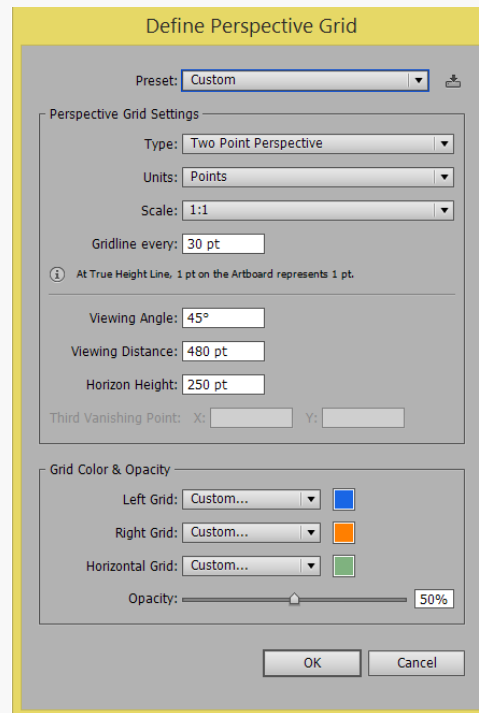 Define Perspective Grid
Preset: Custom
Perspective Grid Settings
Type: Two Point Perspective
Units: Points
Scale: 1:1
Gridline every: 30 pt
At True Height Line, 1 pt on the Artboard represents 1 pt.
Viewing Angle: 45°
Viewing Distance: 480 pt
Horizon Height: 250 pt
Third Vanishing Point: X: Y:
Grid Color & Opacity
Left Grid: Custom...
Right Grid: Custom...
Horizontal Grid: Custom...
Opacity: 50%
OK Cancel